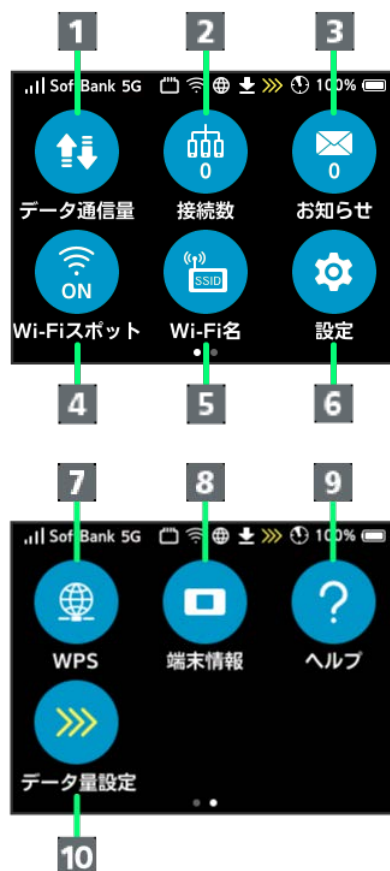 1 2 3
SoftBank 5G 100%
0 0
データ通信量 接続数 お知らせ
ON SSID
Wi-Fiスポット Wi-Fi名 設定
4 5 6
7 8 9
SoftBank 5G 100%
?
WPS 端末情報 ヘルプ
データ量設定
10